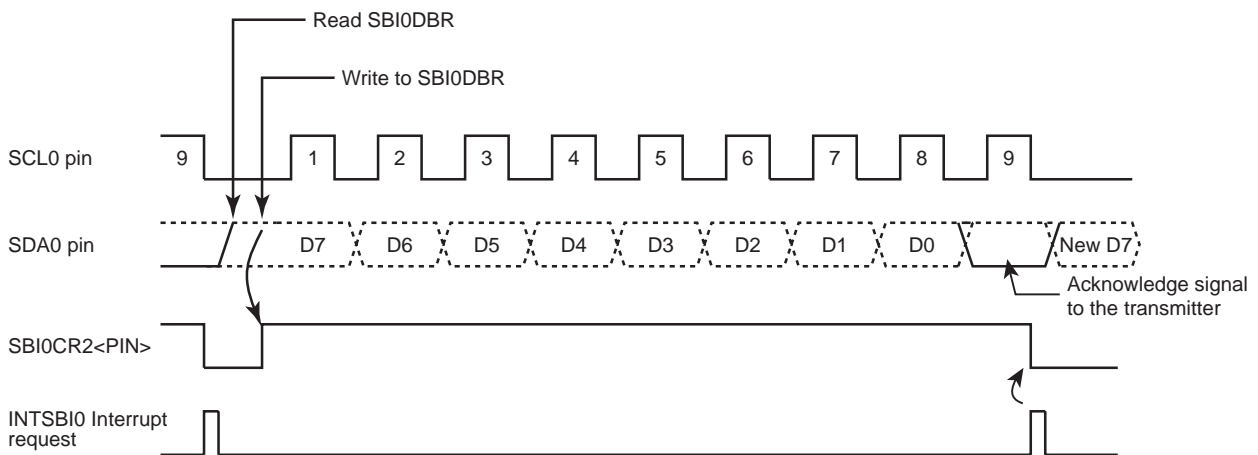 Read SBI0DBR
Write to SBI0DBR
SCL0 pin
9 1 2 3 4 5 6 7 8 9
SDA0 pin
D7 D6 D5 D4 D3 D2 D1 D0 New D7
Acknowledge signal
to the transmitter
SBI0CR2<PIN>
INTSBI0 Interrupt
request